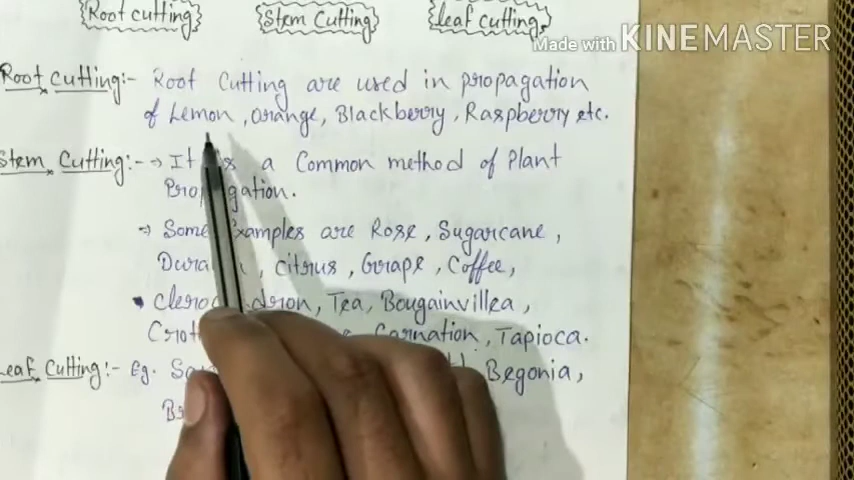 Root cutting Stem Cutting leaf cutting,
Made with KINEMASTER
Root cutting:- Root Cutting are used in propagation
of Lemon, orange, Blackberry, Raspberry etc.
Stem Cutting:- → It is a Common method of Plant
Propagation.
→ Some Examples are Rose, Sugarcane,
, Citrus, Grape, Coffee,
Tea, Bougainvillea,
Carnation, Tapioca.
Leaf Cutting:- Eg. Begonia,